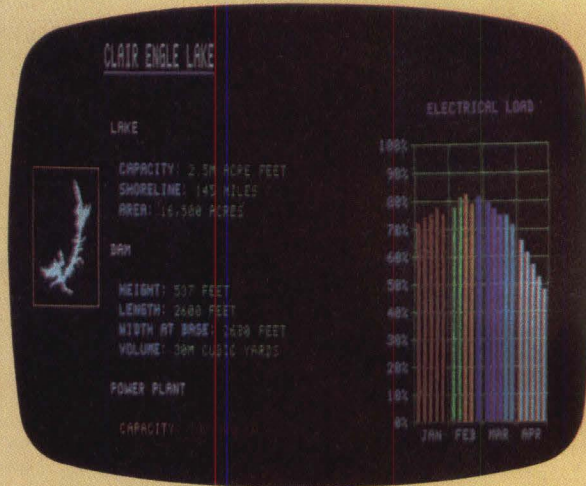 CLAIR ENGLE LAKE
LAKE
CAPACITY: 2.5M ACRE FEET
SHORELINE: 145 MILES
AREA: 16,500 ACRES
DAM
HEIGHT: 537 FEET
LENGTH: 2600 FEET
WIDTH AT BASE: 2600 FEET
VOLUME: 30M CUBIC YARDS
POWER PLANT
CAPACITY
ELECTRICAL LOAD
100%
90%
80%
70%
60%
50%
40%
30%
20%
10%
0%
JAN FEB MAR APR